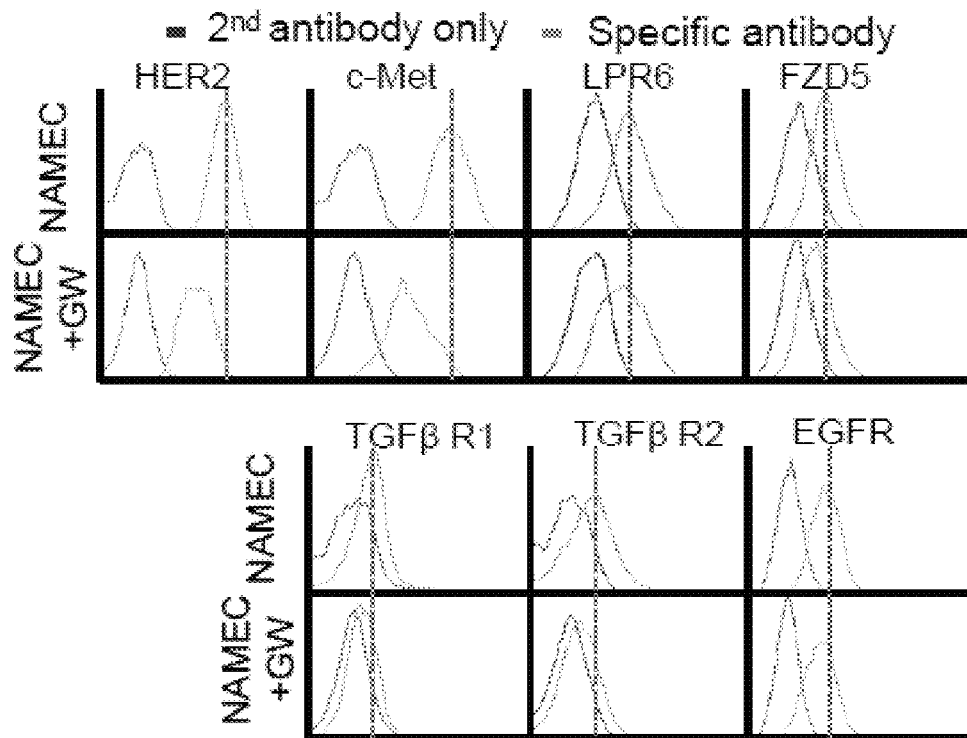 2nd antibody only Specific antibody
HER2 c-Met LPR6 FZD5
NAMEC
NAMEC
+GW
TGFβ R1 TGFβ R2 EGFR
NAMEC
NAMEC
+GW